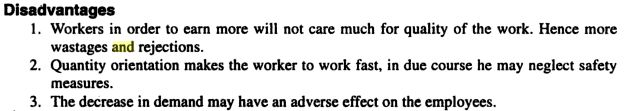 Disadvantages
1. Workers in order to earn more will not care much for quality of the work. Hence more
wastages and rejections.
2. Quantity orientation makes the worker to work fast, in due course he may neglect safety
measures.
3. The decrease in demand may have an adverse effect on the employees.